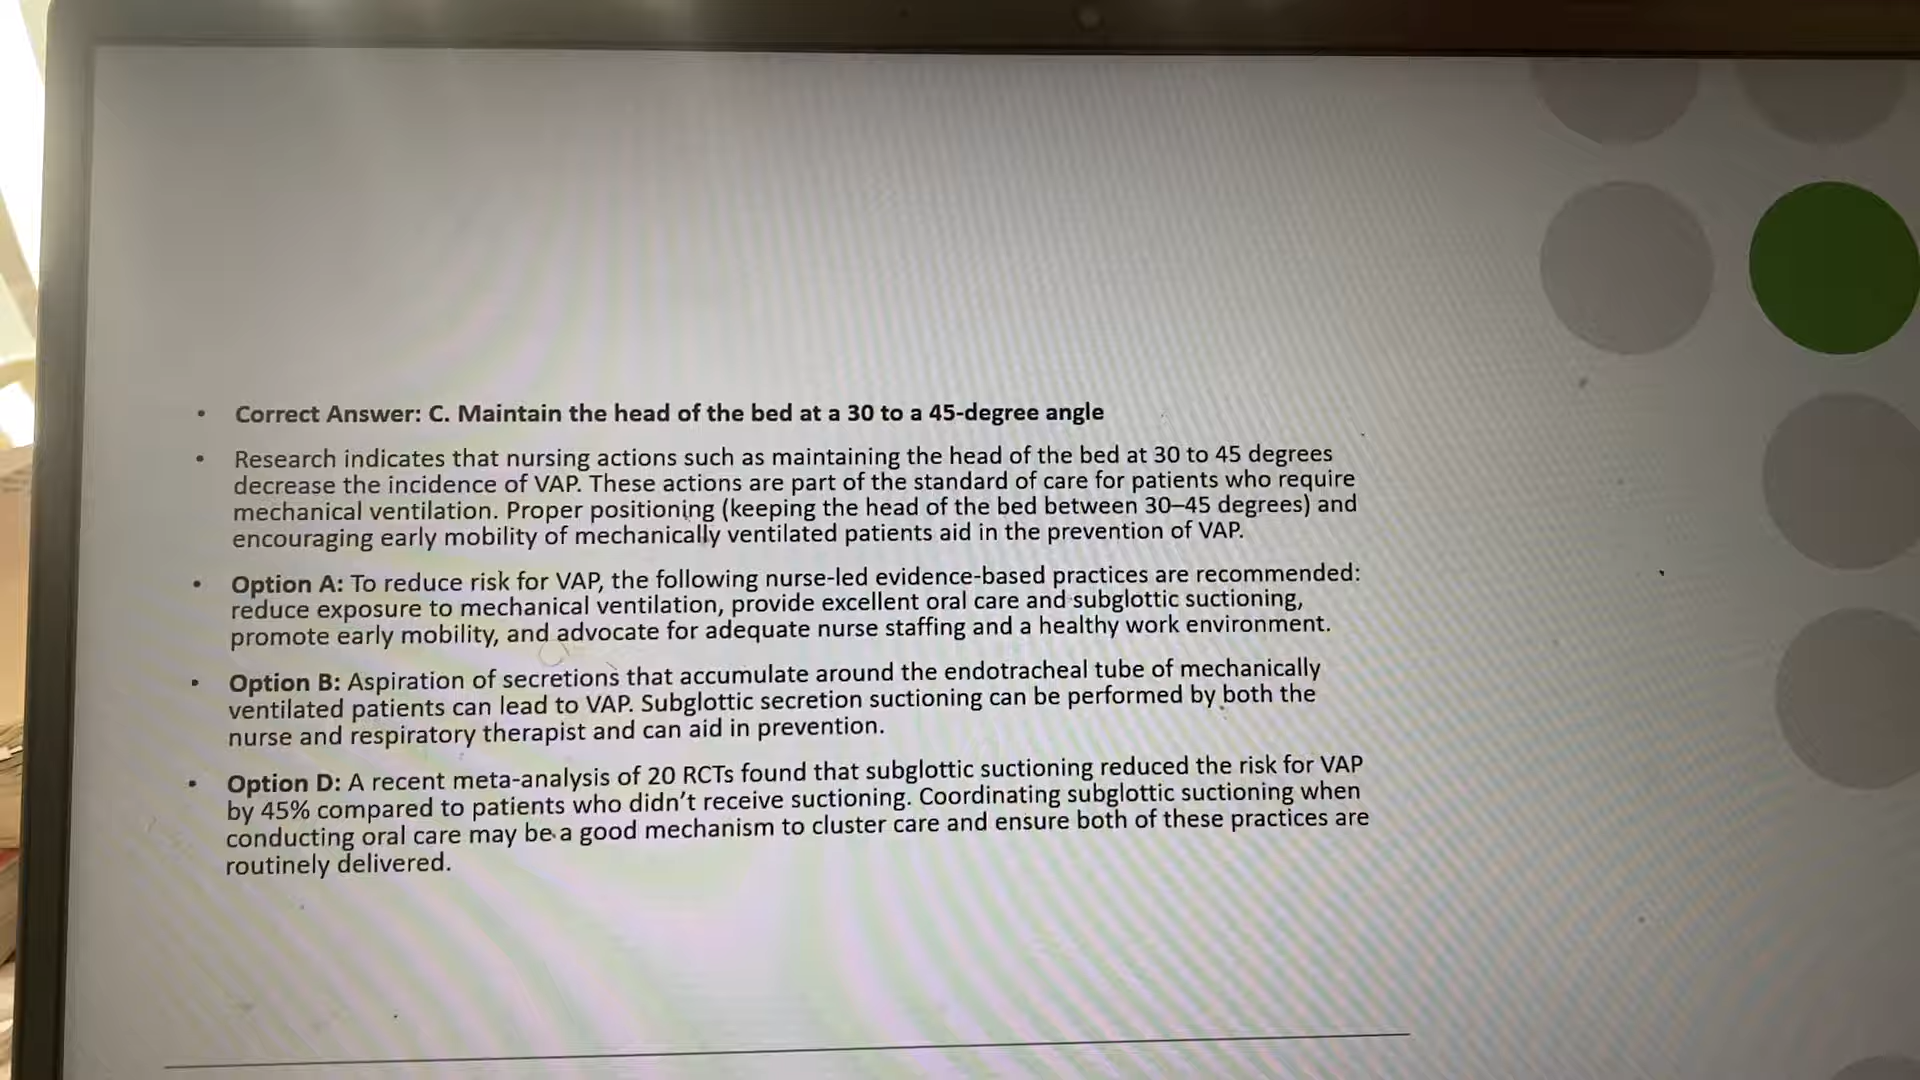 • Correct Answer: C. Maintain the head of the bed at a 30 to a 45-degree angle
• Research indicates that nursing actions such as maintaining the head of the bed at 30 to 45 degrees
decrease the incidence of VAP. These actions are part of the standard of care for patients who require
mechanical ventilation. Proper positioning (keeping the head of the bed between 30–45 degrees) and
encouraging early mobility of mechanically ventilated patients aid in the prevention of VAP.
• Option A: To reduce risk for VAP, the following nurse-led evidence-based practices are recommended:
reduce exposure to mechanical ventilation, provide excellent oral care and subglottic suctioning,
promote early mobility, and advocate for adequate nurse staffing and a healthy work environment.
• Option B: Aspiration of secretions that accumulate around the endotracheal tube of mechanically
ventilated patients can lead to VAP. Subglottic secretion suctioning can be performed by both the
nurse and respiratory therapist and can aid in prevention.
• Option D: A recent meta-analysis of 20 RCTs found that subglottic suctioning reduced the risk for VAP
by 45% compared to patients who didn't receive suctioning. Coordinating subglottic suctioning when
conducting oral care may be a good mechanism to cluster care and ensure both of these practices are
routinely delivered.